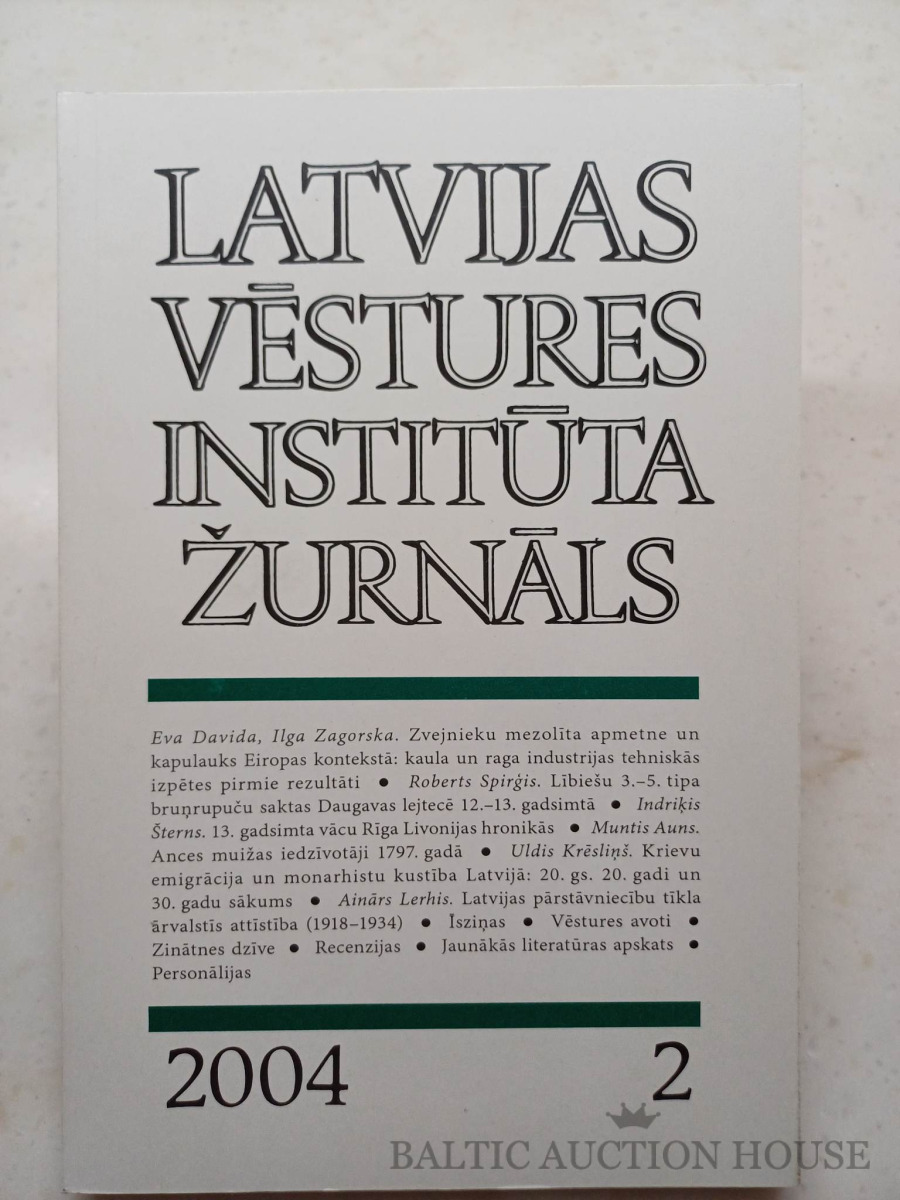 LATVIJAS
VĒSTURES
INSTITŪTA
ŽURNĀLS
Eva Davida, Ilga Zagorska. Zvejnieku mezolīta apmetne un
kapulauks Eiropas kontekstā: kaula un raga industrijas tehniskās
izpētes pirmie rezultāti ● Roberts Spirģis. Lībiešu 3.–5. tipa
bruņrupuču saktas Daugavas lejtecē 12.–13. gadsimtā ● Indriķis
Šterns. 13. gadsimta vācu Rīga Livonijas hronikās ● Muntis Auns.
Ances muižas iedzīvotāji 1797. gadā ● Uldis Krēsliņš. Krievu
emigrācija un monarhistu kustība Latvijā: 20. gs. 20. gadi un
30. gadu sākums ● Ainārs Lerhis. Latvijas pārstāvniecību tīkla
ārvalstīs attīstība (1918–1934) ● Īsziņas ● Vēstures avoti ●
Zinātnes dzīve ● Recenzijas ● Jaunākās literatūras apskats ●
Personālijas
2004 2
BALTIC AUCTION HOUSE